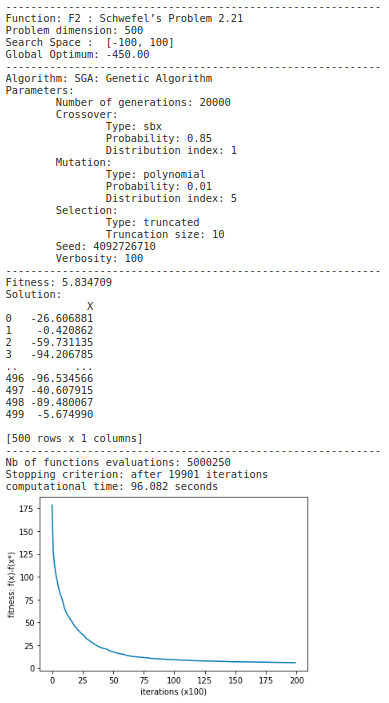 --------------------------------------------------------------
Function: F2 : Schwefel’s Problem 2.21
Problem dimension: 500
Search Space :  [-100, 100]
Global Optimum: -450.00
--------------------------------------------------------------
Algorithm: SGA: Genetic Algorithm
Parameters:
        Number of generations: 20000
        Crossover:
                Type: sbx
                Probability: 0.85
                Distribution index: 1
        Mutation:
                Type: polynomial
                Probability: 0.01
                Distribution index: 5
        Selection:
                Type: truncated
                Truncation size: 10
        Seed: 4092726710
        Verbosity: 100
--------------------------------------------------------------
Fitness: 5.834709
Solution:
             X
0   -26.606881
1    -0.420862
2   -59.731135
3   -94.206785
..         ...
496 -96.534566
497 -40.607915
498 -89.480067
499  -5.674990
[500 rows x 1 columns]
--------------------------------------------------------------
Nb of functions evaluations: 5000250
Stopping criterion: after 19901 iterations
computational time: 96.082 seconds
175
150
125
100
75
50
25
0
fitness: f(x)-f(x*)
0 25 50 75 100 125 150 175 200
iterations (x100)